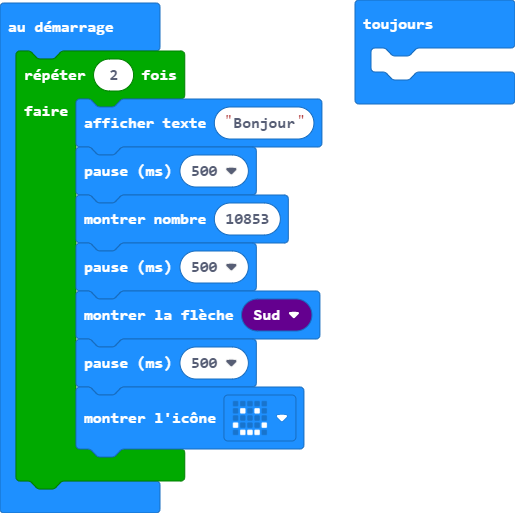 au démarrage
répéter 2 fois
faire
afficher texte "Bonjour"
pause (ms) 500
montrer nombre 10853
pause (ms) 500
montrer la flèche Sud
pause (ms) 500
montrer l'icône
toujours